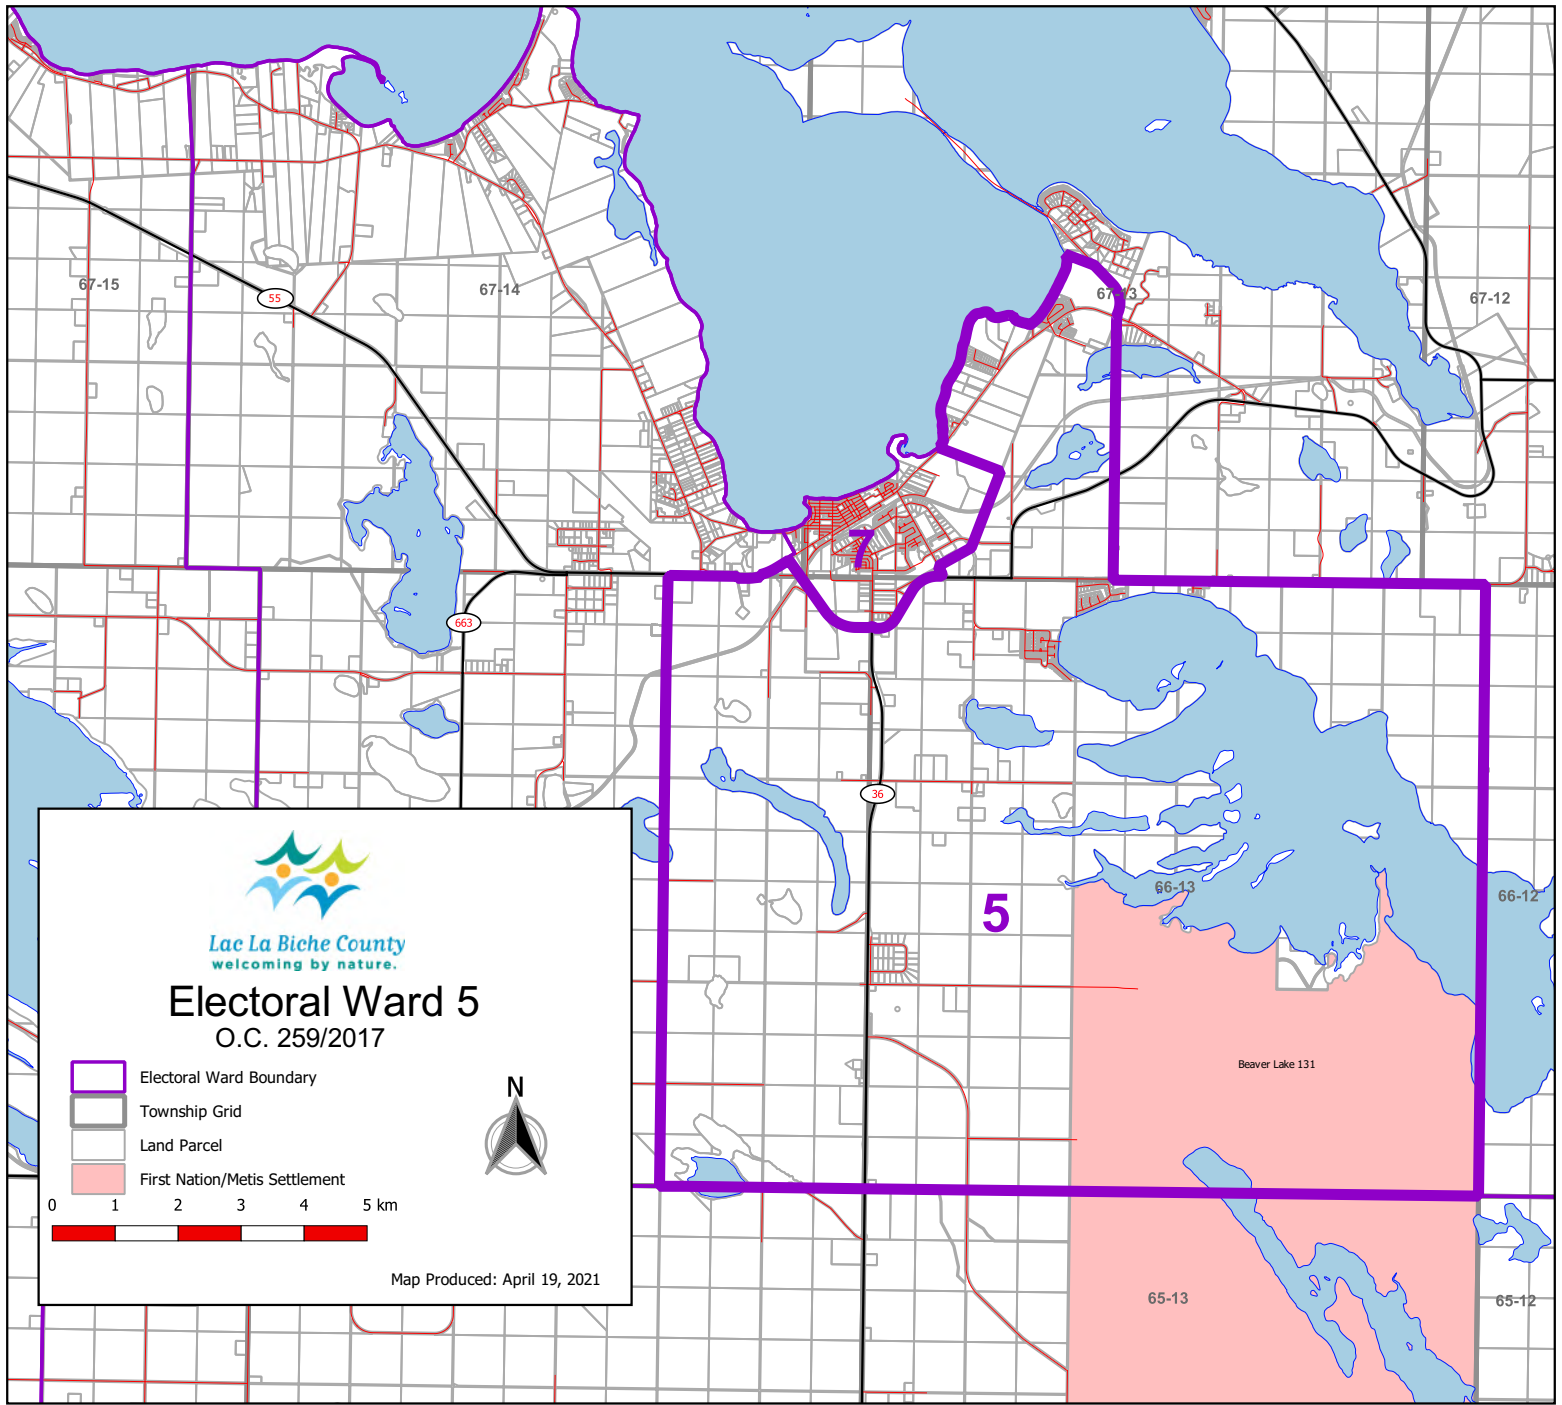 67-15
55
67-14
67-13
67-12
7
663
36
5
66-13
66-12
Beaver Lake 131
65-13
65-12
Lac La Biche County
welcoming by nature.
Electoral Ward 5
O.C. 259/2017
Electoral Ward Boundary
Township Grid
Land Parcel
First Nation/Metis Settlement
N
0 1 2 3 4 5 km
Map Produced: April 19, 2021